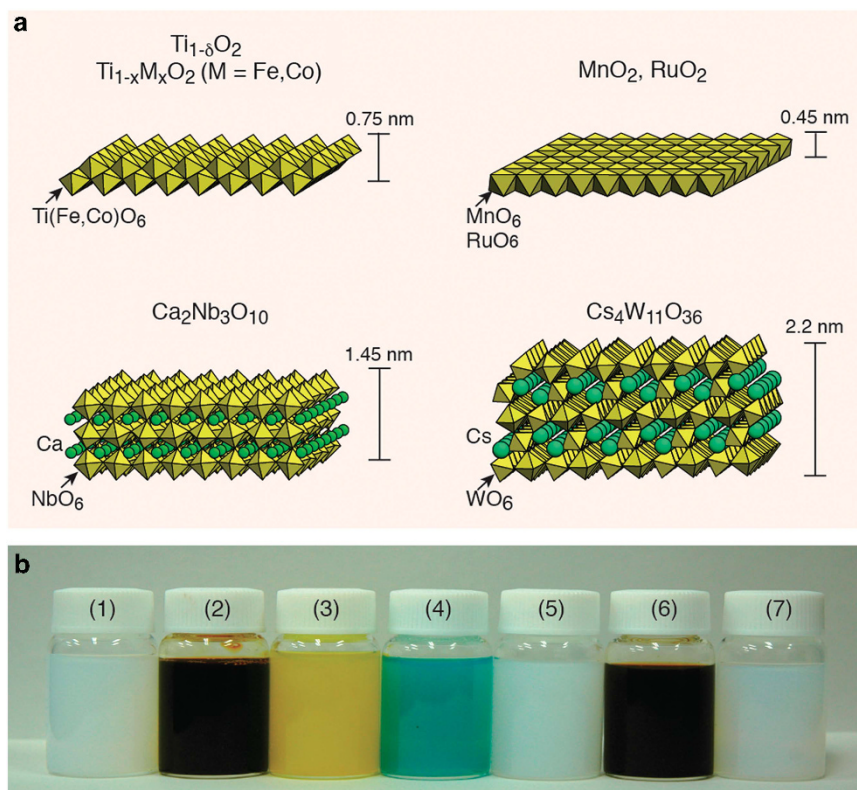 a
Ti₁₋δO₂
Ti₁₋ₓMₓO₂ (M = Fe,Co)
0.75 nm
Ti(Fe,Co)O₆
MnO₂, RuO₂
0.45 nm
MnO₆
RuO₆
Ca₂Nb₃O₁₀
1.45 nm
Ca
NbO₆
Cs₄W₁₁O₃₆
2.2 nm
Cs
WO₆
b
(1) (2) (3) (4) (5) (6) (7)